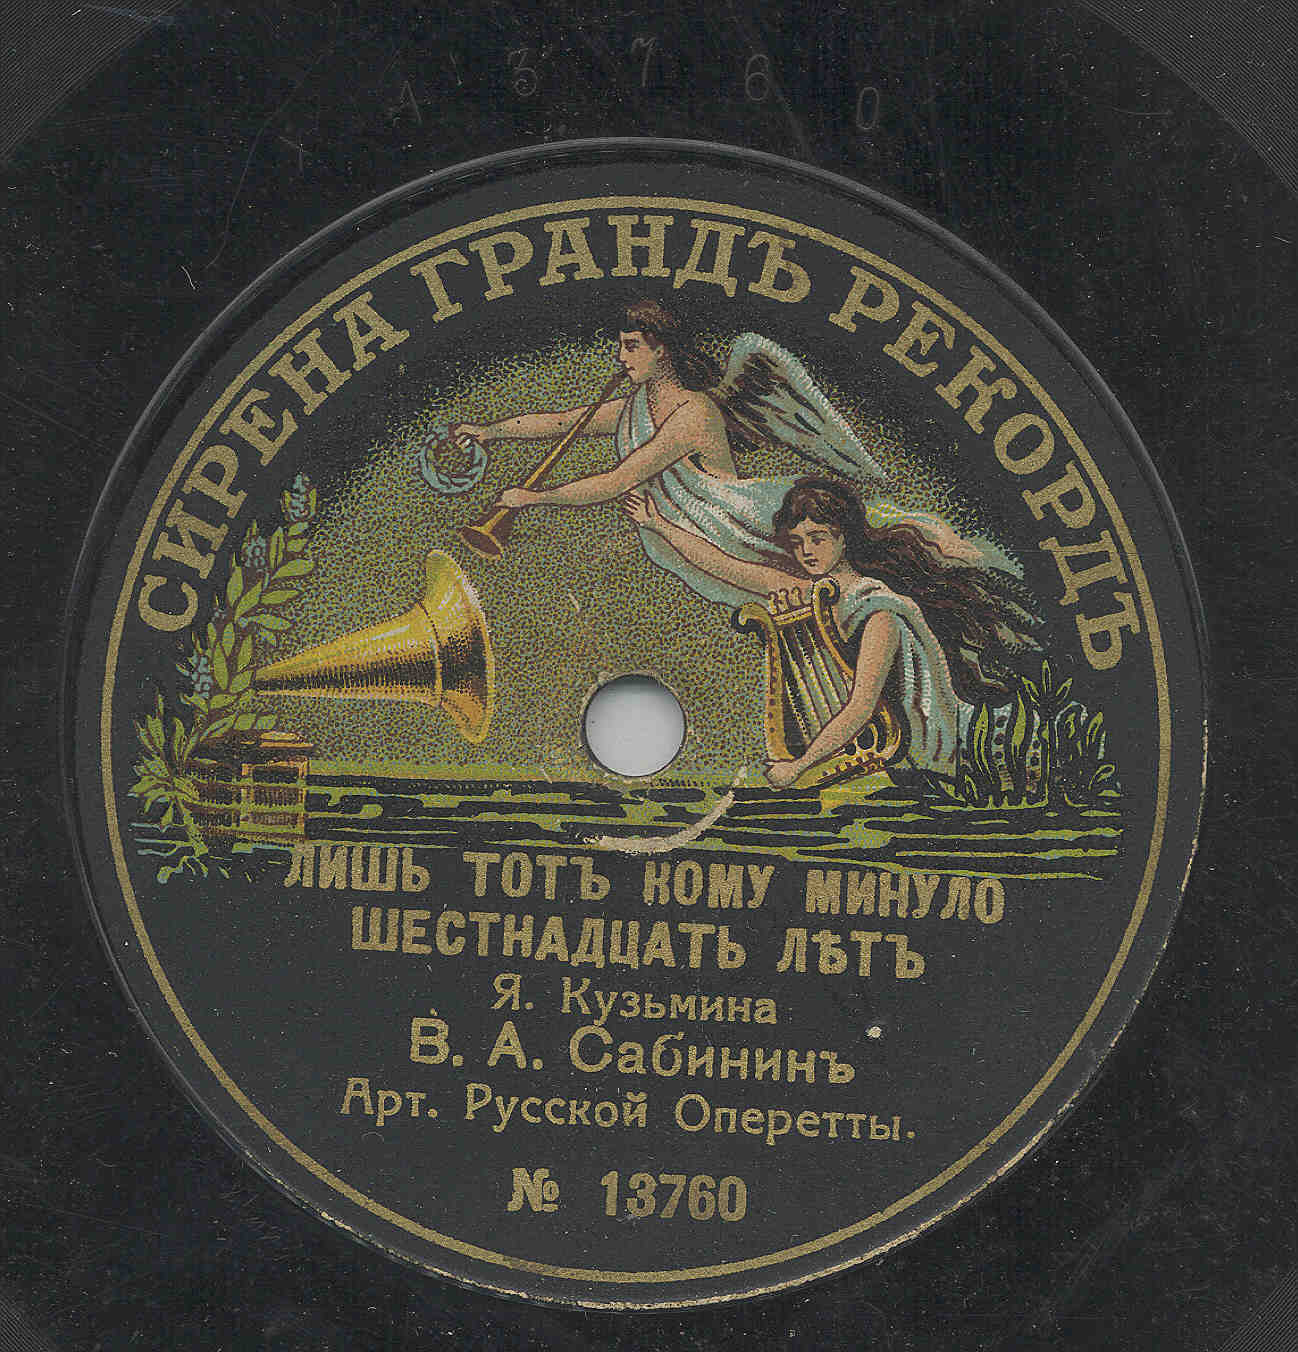 13760
СИРЕНА ГРАНДЪ РЕКОРДЪ
ЛИШЬ ТОТЪ КОМУ МИНУЛО
ШЕСТНАДЦАТЬ ЛѢТЪ
Я. Кузьмина
В. А. Сабининъ
Арт. Русской Оперетты.
№ 13760